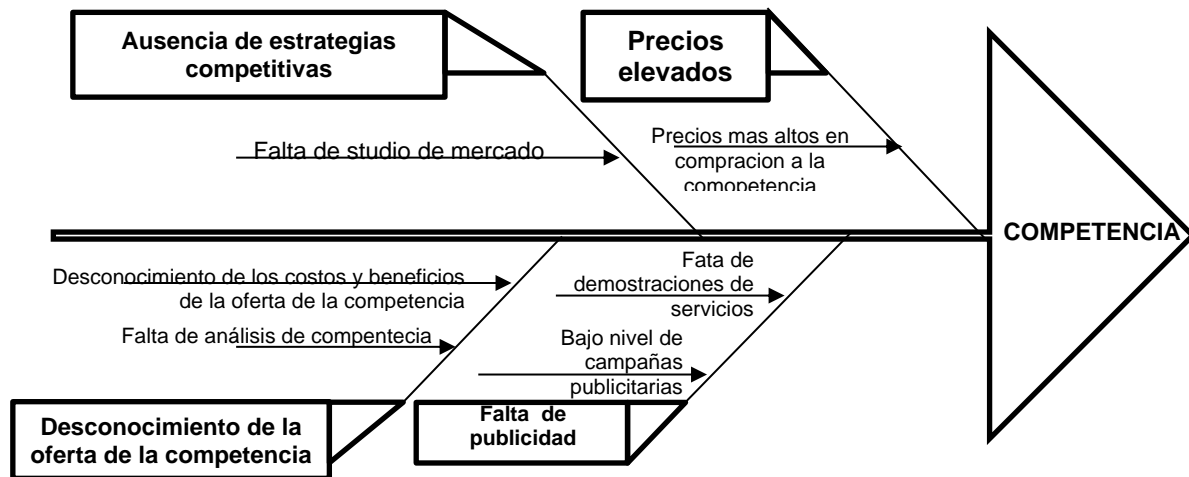 Ausencia de estrategias
competitivas
Precios
elevados
Falta de studio de mercado
Precios mas altos en
compracion a la
comopetencia
COMPETENCIA
Desconocimiento de los costos y beneficios
de la oferta de la competencia
Falta de análisis de compentecia
Fata de
demostraciones de
servicios
Bajo nivel de
campañas
publicitarias
Desconocimiento de la
oferta de la competencia
Falta de
publicidad